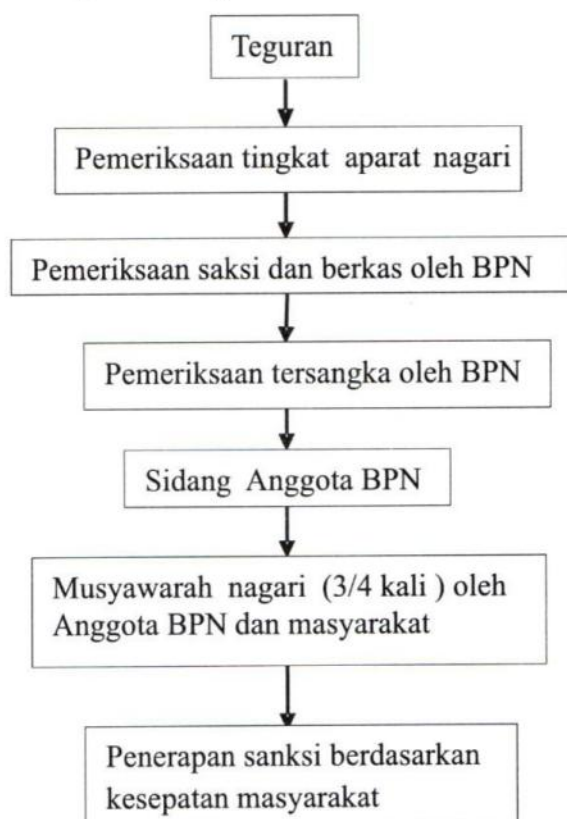 Teguran
Pemeriksaan tingkat aparat nagari
Pemeriksaan saksi dan berkas oleh BPN
Pemeriksaan tersangka oleh BPN
Sidang Anggota BPN
Musyawarah nagari (3/4 kali ) oleh
Anggota BPN dan masyarakat
Penerapan sanksi berdasarkan
kesepatan masyarakat